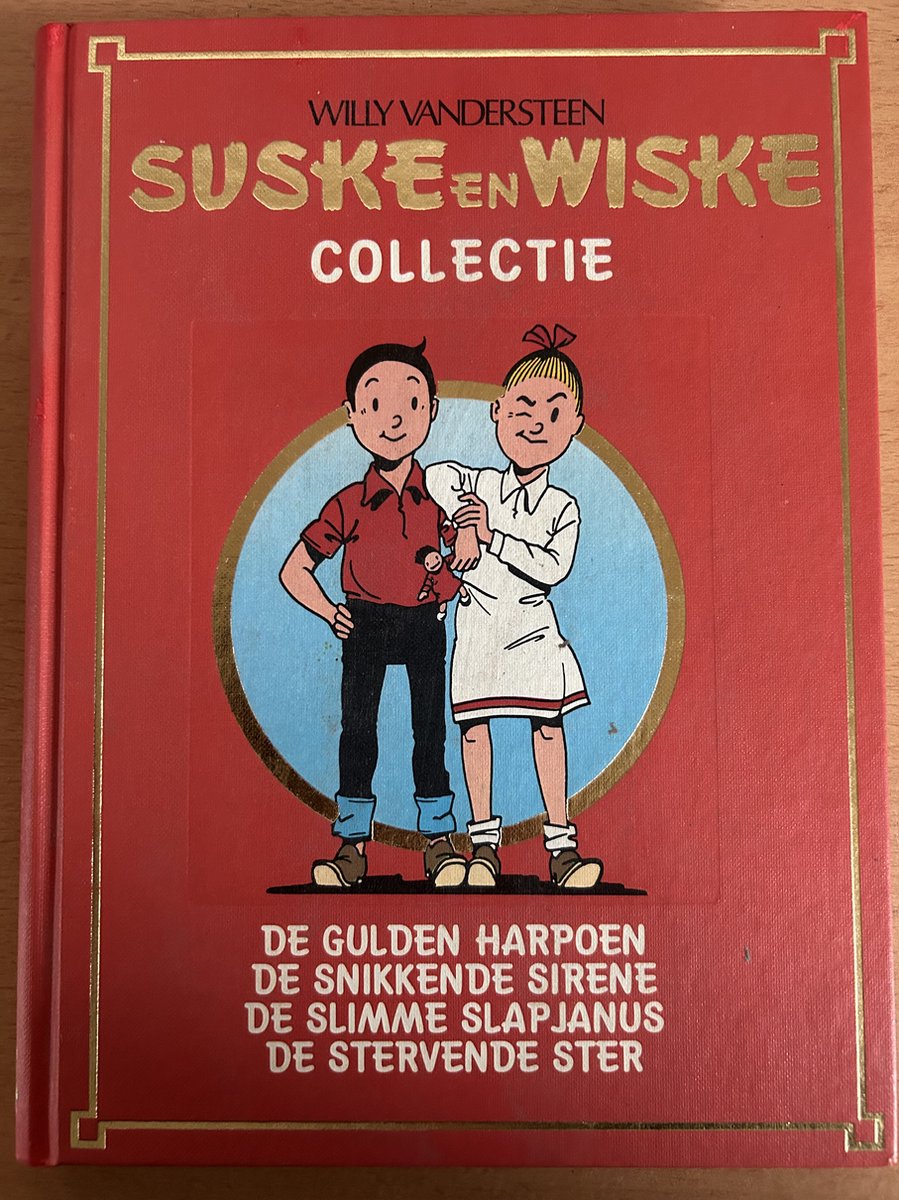 WILLY VANDERSTEEN
SUSKE EN WISKE
COLLECTIE
DE GULDEN HARPOEN
DE SNIKKENDE SIRENE
DE SLIMME SLAPJANUS
DE STERVENDE STER